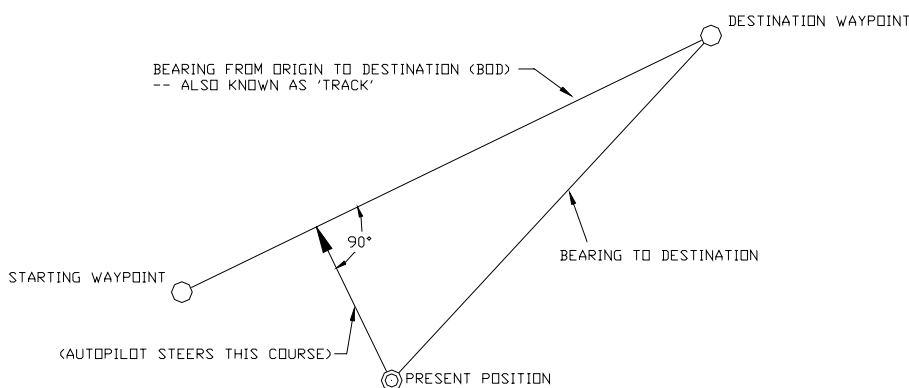 DESTINATION WAYPOINT
BEARING FROM ORIGIN TO DESTINATION (BOD)
-- ALSO KNOWN AS 'TRACK'
90°
BEARING TO DESTINATION
STARTING WAYPOINT
(AUTOPILOT STEERS THIS COURSE)
PRESENT POSITION